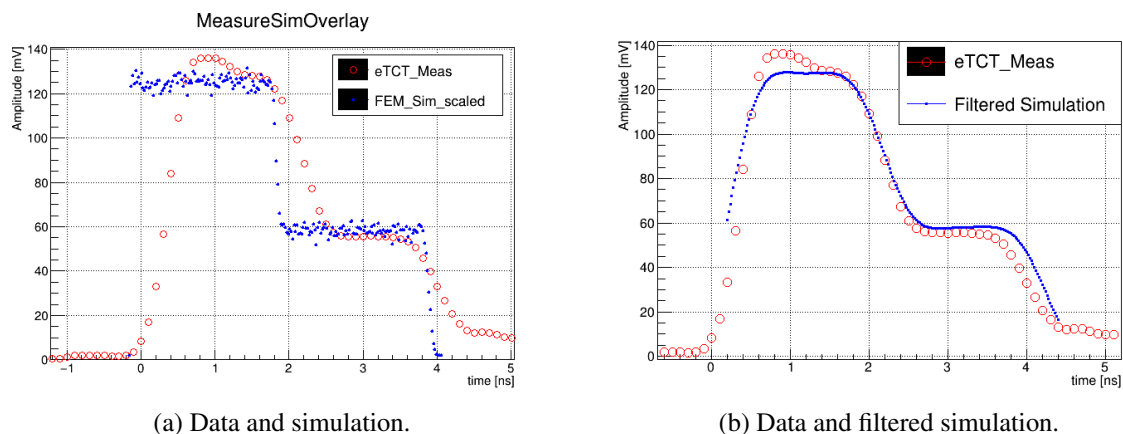 MeasureSimOverlay
Amplitude [mV]
140
120
100
80
60
40
20
0
−1
0
1
2
3
4
5
time [ns]
eTCT_Meas
FEM_Sim_scaled
(a) Data and simulation.
Amplitude [mV]
140
120
100
80
60
40
20
0
0
1
2
3
4
5
time [ns]
eTCT_Meas
Filtered Simulation
(b) Data and filtered simulation.